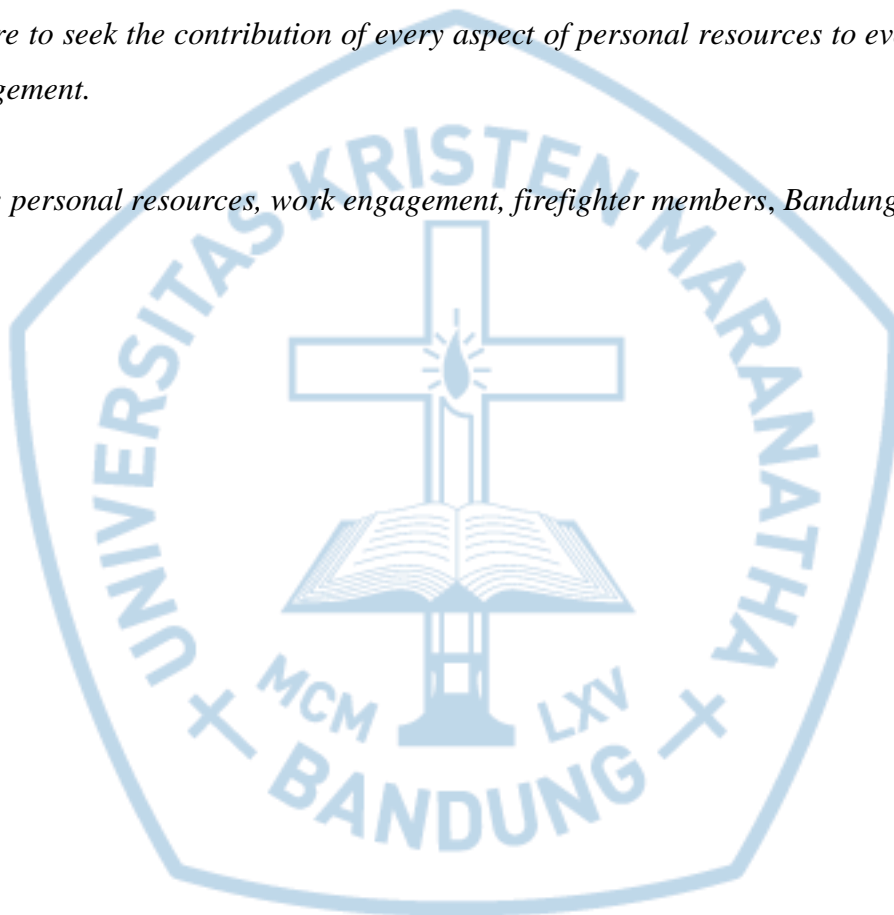 re to seek the contribution of every aspect of personal resources to ev
gement.
personal resources, work engagement, firefighter members, Bandung
UNIVERSITAS KRISTEN MARANATHA
MCM LXV
BANDUNG